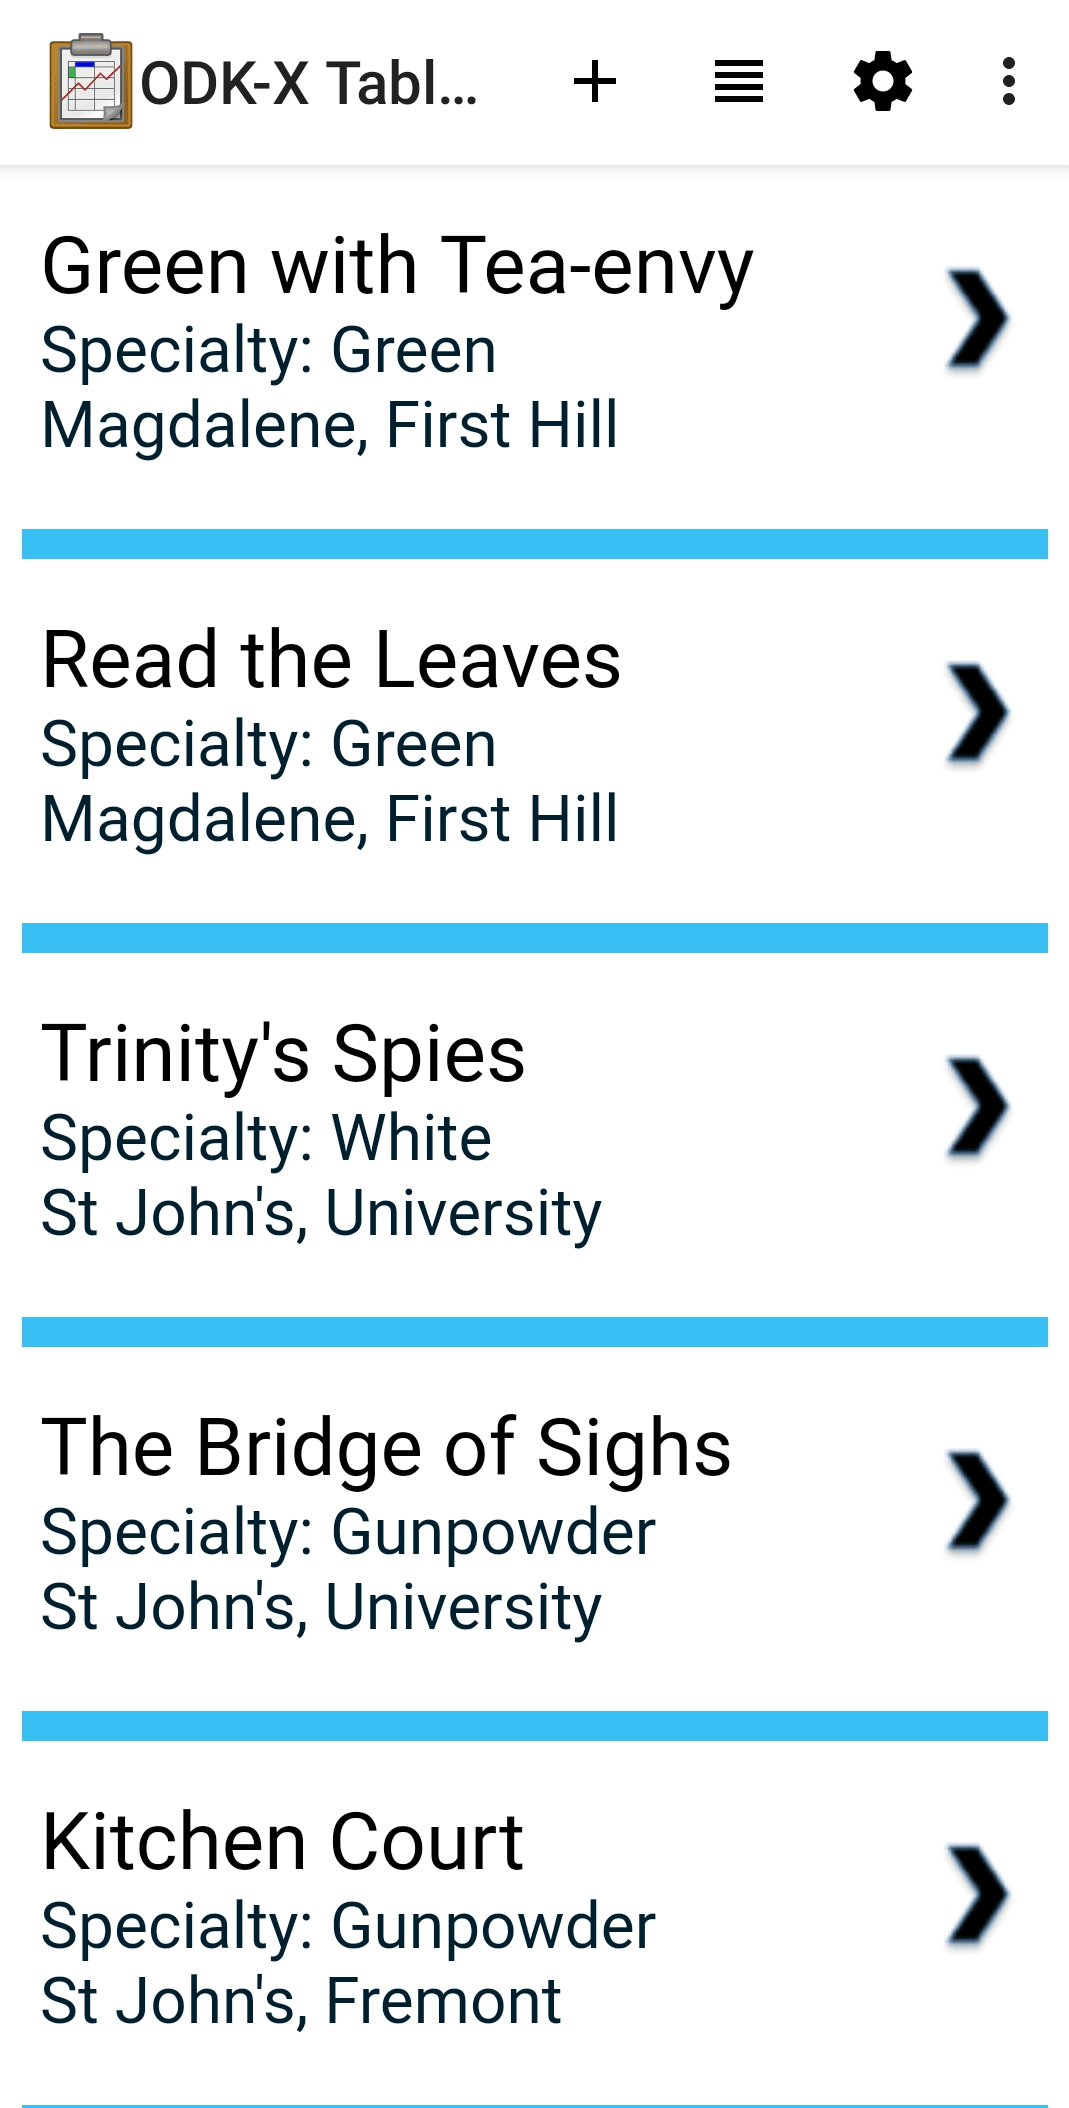 ODK-X Tabl...
Green with Tea-envy
Specialty: Green
Magdalene, First Hill
Read the Leaves
Specialty: Green
Magdalene, First Hill
Trinity's Spies
Specialty: White
St John's, University
The Bridge of Sighs
Specialty: Gunpowder
St John's, University
Kitchen Court
Specialty: Gunpowder
St John's, Fremont